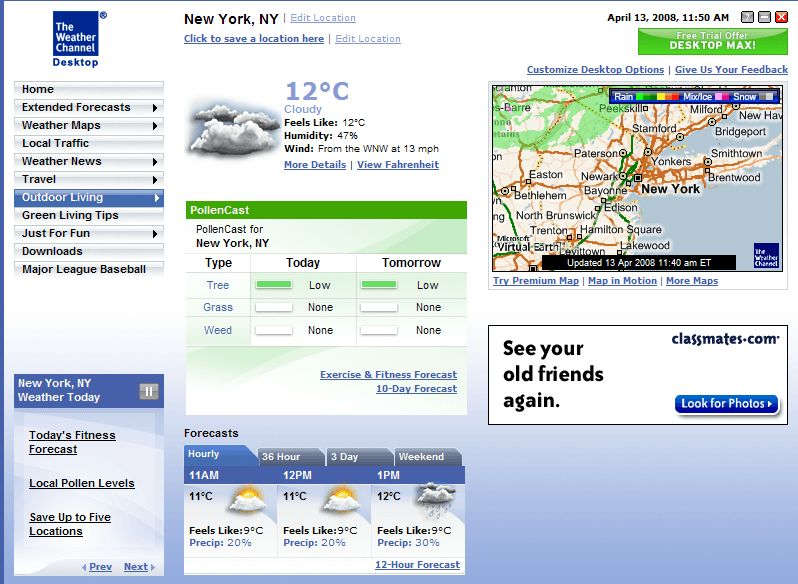 The
Weather
Channel
®
Desktop
New York, NY | Edit Location
Click to save a location here | Edit Location
April 13, 2008, 11:50 AM
?
Free Trial Offer
DESKTOP MAX!
Customize Desktop Options | Give Us Your Feedback
Home
Extended Forecasts
Weather Maps
Local Traffic
Weather News
Travel
Outdoor Living
Green Living Tips
Just For Fun
Downloads
Major League Baseball
12°C
Cloudy
Feels Like: 12°C
Humidity: 47%
Wind: From the WNW at 13 mph
More Details | View Fahrenheit
PollenCast
PollenCast for
New York, NY
Type Today Tomorrow
Tree Low Low
Grass None None
Weed None None
Exercise & Fitness Forecast
10-Day Forecast
Rain Mix/Ice Snow
Scranton
s-Barre
Peekskill
Milford
New Hav
Stamford
Bridgeport
Paterson
Yonkers
Smithtown
Easton
Newark
Brentwood
Bethlehem
Bayonne
New York
Edison
North Brunswick
Trenton
Hamilton Square
Microsoft
Virtual Earth
Lakewood
Levittown
The
Weather
Channel
Updated 13 Apr 2008 11:40 am ET
Try Premium Map | Map in Motion | More Maps
See your
old friends
again.
classmates.com
Look for Photos
New York, NY
Weather Today
Today's Fitness
Forecast
Local Pollen Levels
Save Up to Five
Locations
Prev Next
Forecasts
Hourly 36 Hour 3 Day Weekend
11AM 12PM 1PM
11°C 11°C 12°C
Feels Like:9°C Feels Like:9°C Feels Like:9°C
Precip: 20% Precip: 20% Precip: 30%
12-Hour Forecast